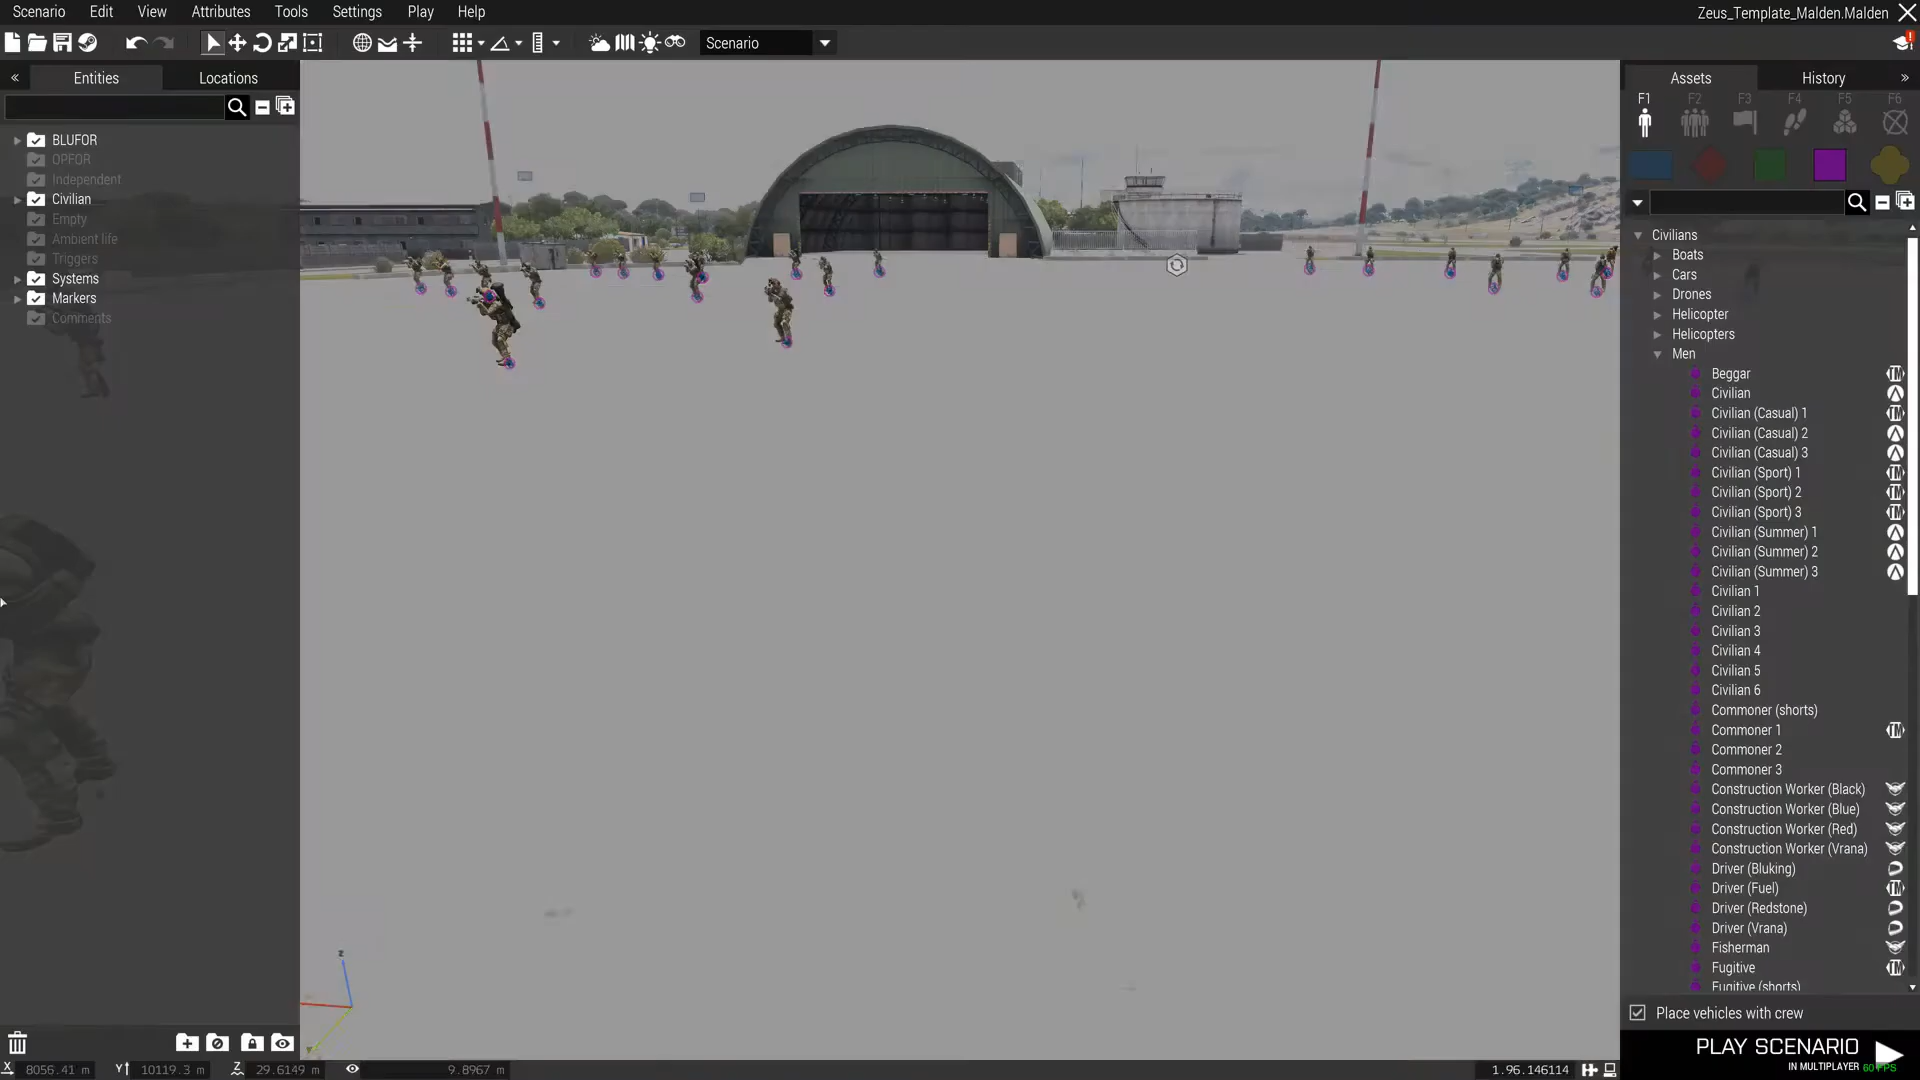 Scenario Edit View Attributes Tools Settings Play Help
Zeus_Template_Malden.Malden
Scenario
Entities Locations
Assets History
F1 F2 F3 F4 F5 F6
BLUFOR
OPFOR
Independent
Civilian
Empty
Ambient life
Triggers
Systems
Markers
Comments
Civilians
Boats
Cars
Drones
Helicopter
Helicopters
Men
Beggar
Civilian
Civilian (Casual) 1
Civilian (Casual) 2
Civilian (Casual) 3
Civilian (Sport) 1
Civilian (Sport) 2
Civilian (Sport) 3
Civilian (Summer) 1
Civilian (Summer) 2
Civilian (Summer) 3
Civilian 1
Civilian 2
Civilian 3
Civilian 4
Civilian 5
Civilian 6
Commoner (shorts)
Commoner 1
Commoner 2
Commoner 3
Construction Worker (Black)
Construction Worker (Blue)
Construction Worker (Red)
Construction Worker (Vrana)
Driver (Bluking)
Driver (Fuel)
Driver (Redstone)
Driver (Vrana)
Fisherman
Fugitive
Fugitive (shorts)
Place vehicles with crew
PLAY SCENARIO
IN MULTIPLAYER 60 FPS
z
X 8056.41 m Y 10119.3 m Z 29.6149 m 9.8967 m 1.96.146114